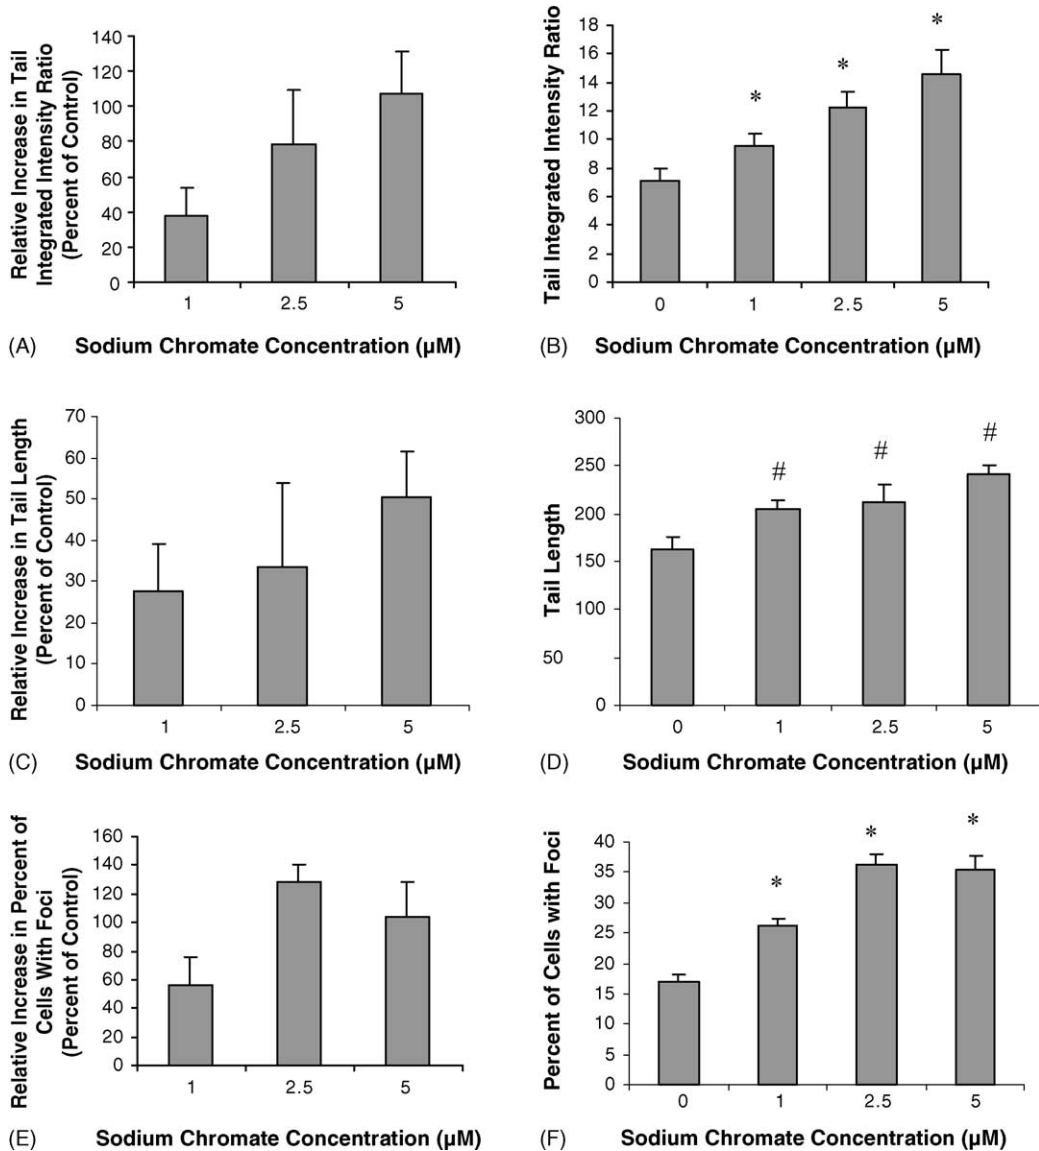 Relative Increase in Tail
Integrated Intensity Ratio
(Percent of Control)
140
120
100
80
60
40
20
0
1 2.5 5
(A) Sodium Chromate Concentration (µM)
Tail Integrated Intensity Ratio
18
16
14
12
10
8
6
4
2
0
* * *
0 1 2.5 5
(B) Sodium Chromate Concentration (µM)
Relative Increase in Tail Length
(Percent of Control)
70
60
50
40
30
20
10
0
1 2.5 5
(C) Sodium Chromate Concentration (µM)
Tail Length
300
250
200
150
100
50
0
# # #
0 1 2.5 5
(D) Sodium Chromate Concentration (µM)
Relative Increase in Percent of
Cells With Foci
(Percent of Control)
160
140
120
100
80
60
40
20
0
1 2.5 5
(E) Sodium Chromate Concentration (µM)
Percent of Cells with Foci
40
35
30
25
20
15
10
5
0
* * *
0 1 2.5 5
(F) Sodium Chromate Concentration (µM)